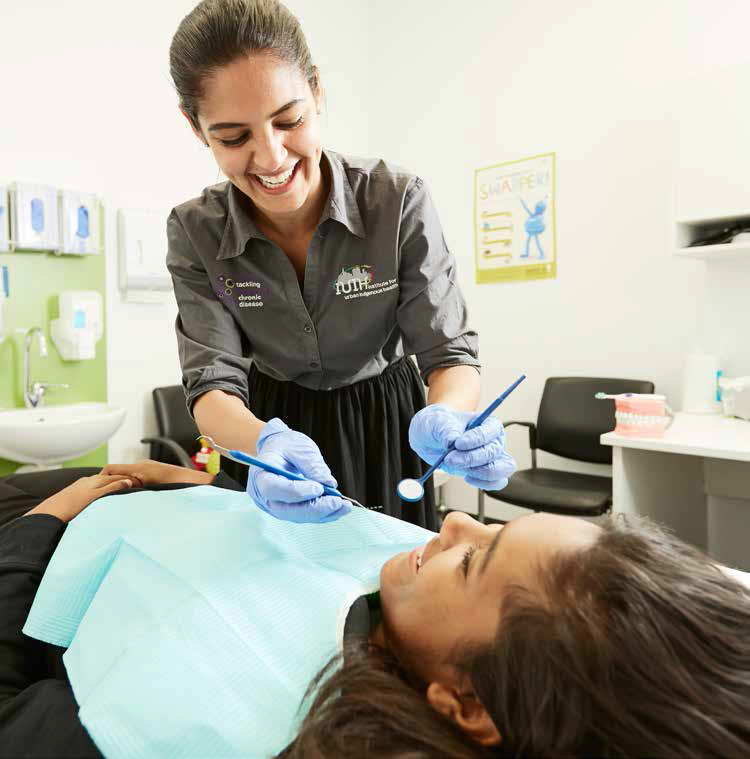 SWAPPER!
tackling
chronic
disease
IUIH
institute for
urban indigenous health